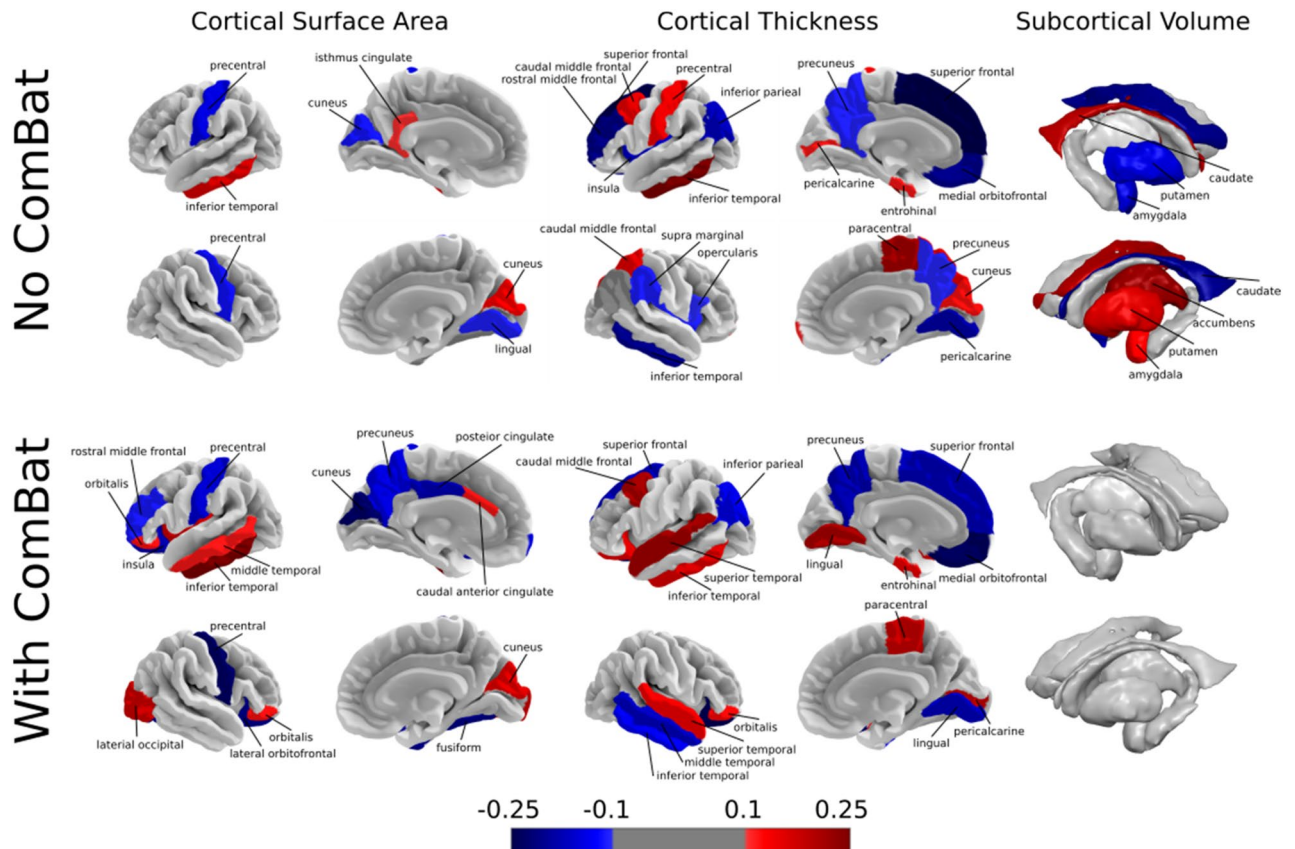 Cortical Surface Area
Cortical Thickness
Subcortical Volume
No ComBat
precentral
inferior temporal
isthmus cingulate
cuneus
superior frontal
caudal middle frontal
rostral middle frontal
precentral
inferior parieal
insula
inferior temporal
precuneus
superior frontal
pericalcarine
entrohinal
medial orbitofrontal
caudate
putamen
amygdala
precentral
cuneus
lingual
caudal middle frontal
supra marginal
opercularis
inferior temporal
paracentral
precuneus
cuneus
pericalcarine
caudate
accumbens
putamen
amygdala
With ComBat
rostral middle frontal
precentral
orbitalis
insula
middle temporal
inferior temporal
precuneus
posteior cingulate
cuneus
caudal anterior cingulate
superior frontal
caudal middle frontal
inferior parieal
superior temporal
inferior temporal
precuneus
superior frontal
lingual
entrohinal
medial orbitofrontal
precentral
laterial occipital
orbitalis
lateral orbitofrontal
cuneus
fusiform
orbitalis
superior temporal
middle temporal
inferior temporal
paracentral
pericalcarine
lingual
-0.25 -0.1 0.1 0.25